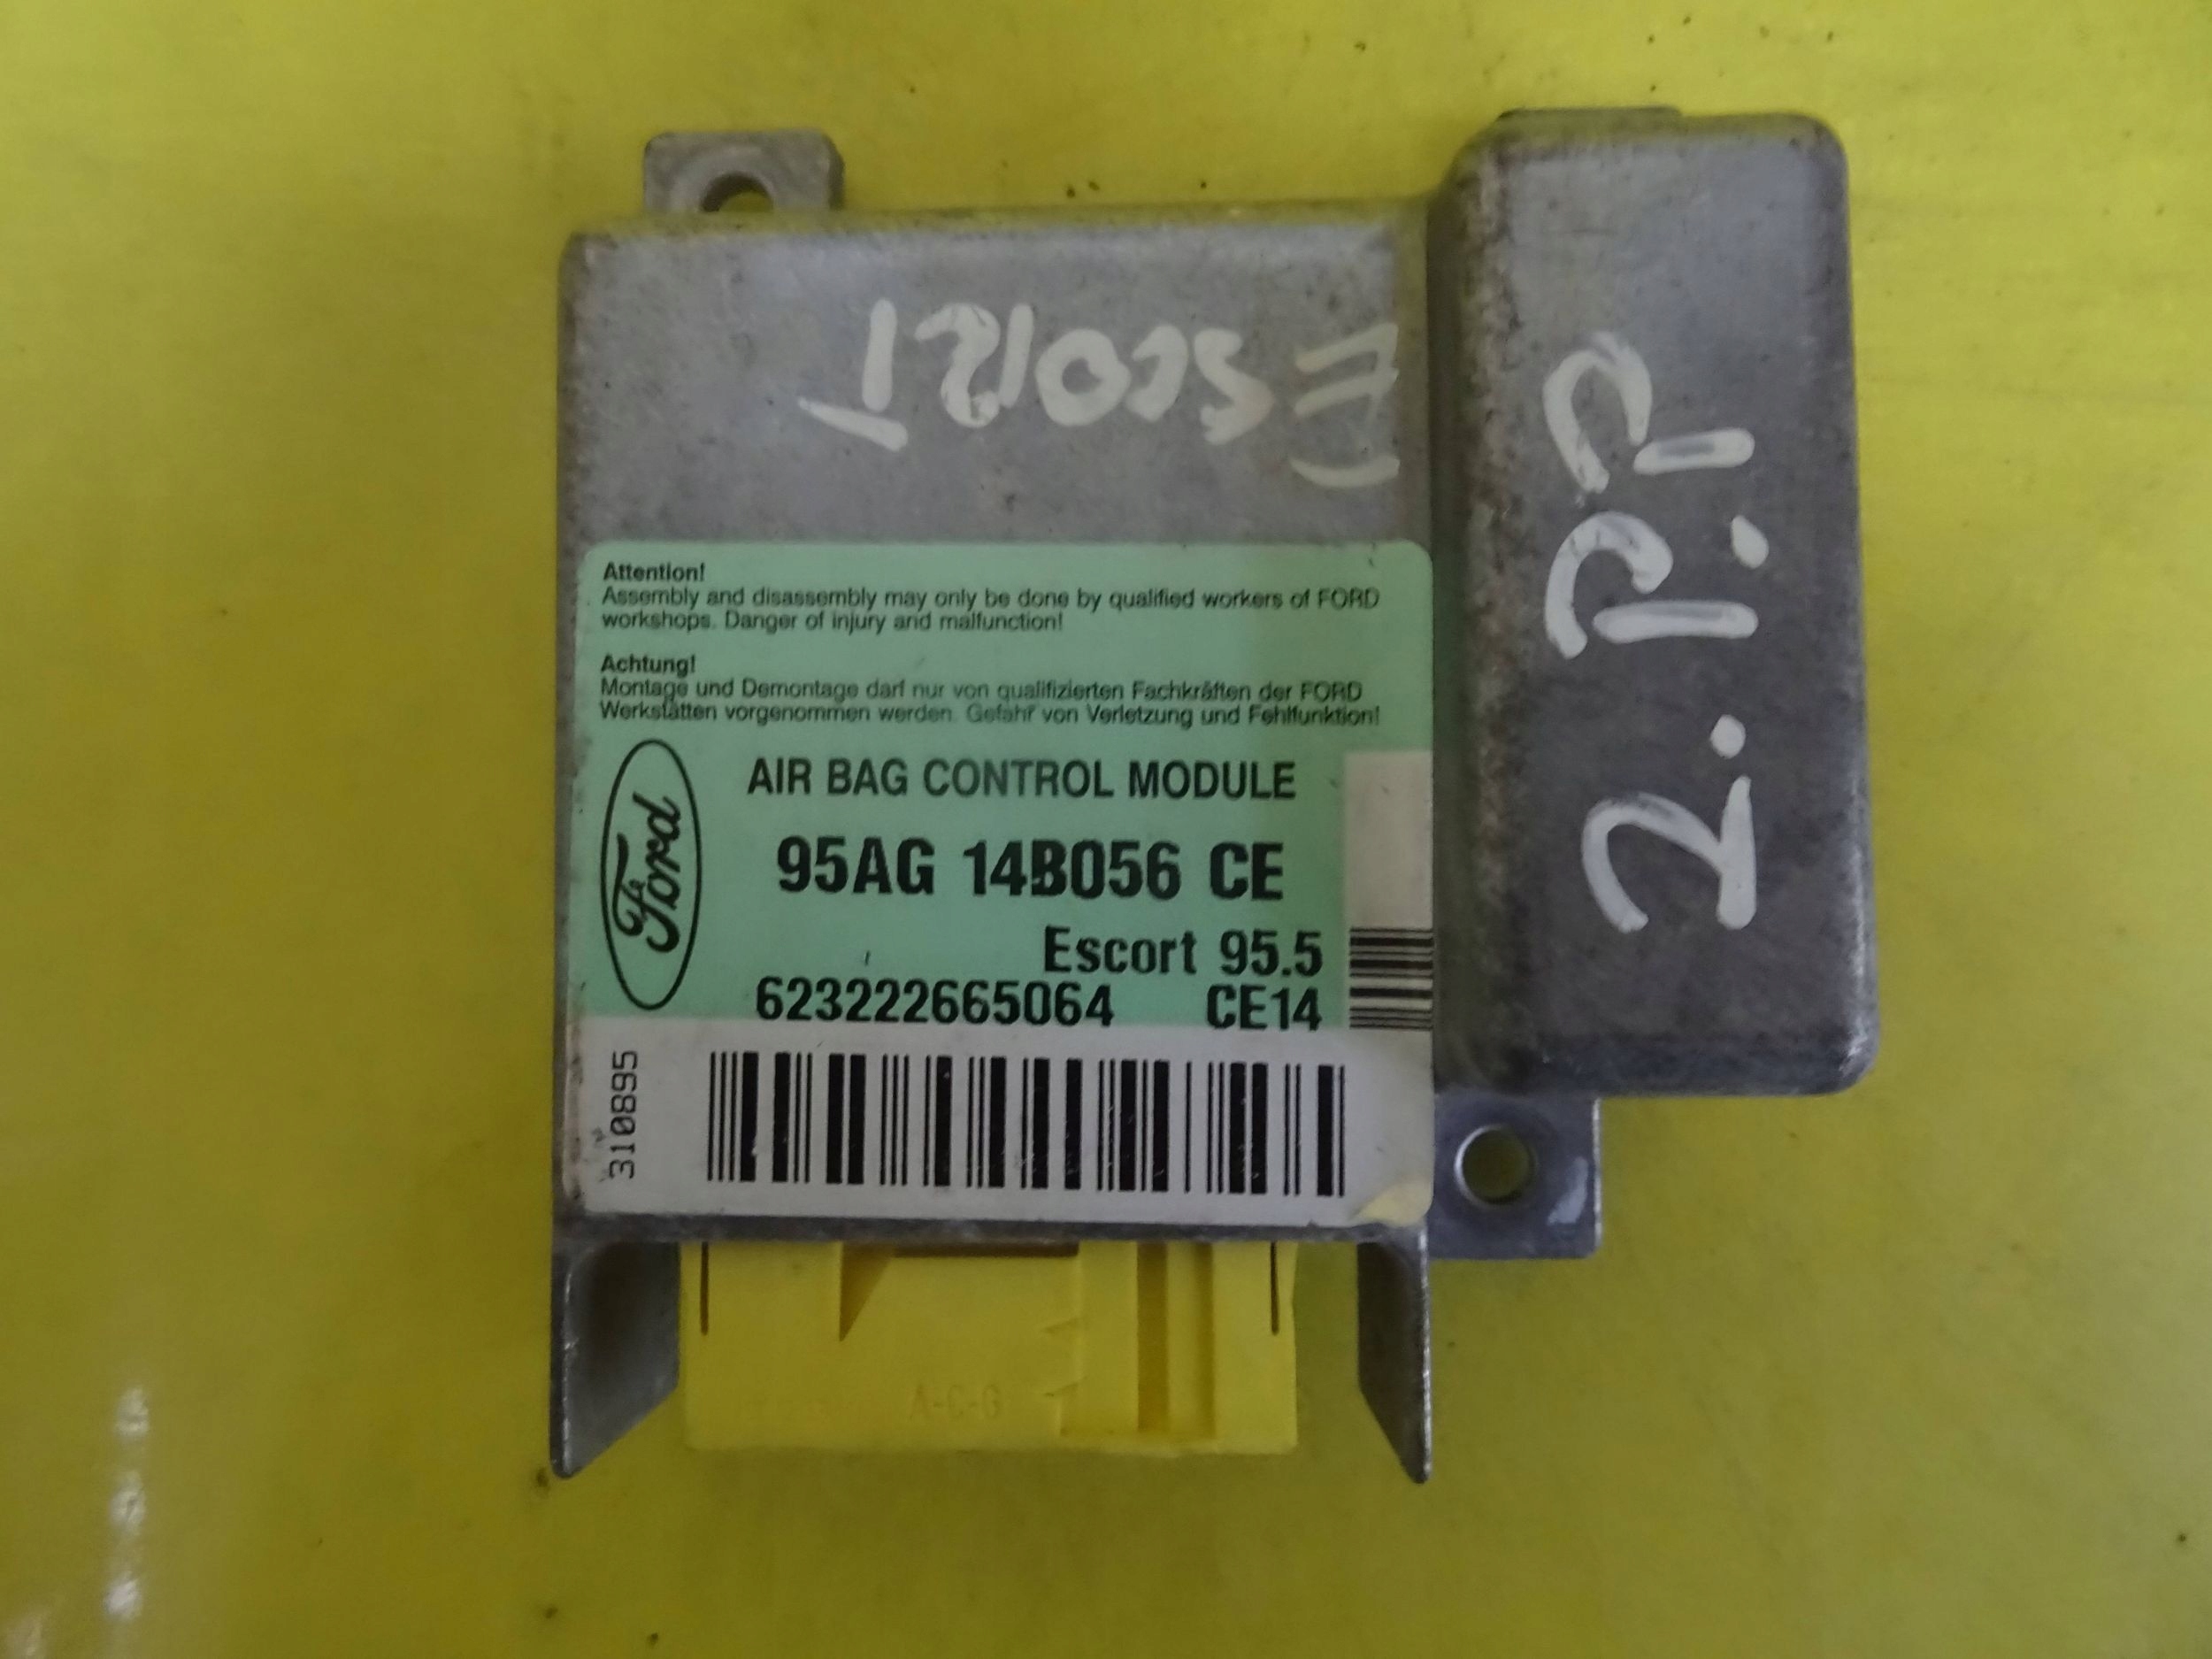 ESCORT
Attention!
Assembly and disassembly may only be done by qualified workers of FORD
workshops. Danger of injury and malfunction!
Achtung!
Montage und Demontage darf nur von qualifizierten Fachkräften der FORD
Werkstätten vorgenommen werden. Gefahr von Verletzung und Fehlfunktion!
Ford
AIR BAG CONTROL MODULE
95AG 14B056 CE
Escort 95.5
623222665064 CE14
310895
A-C-G